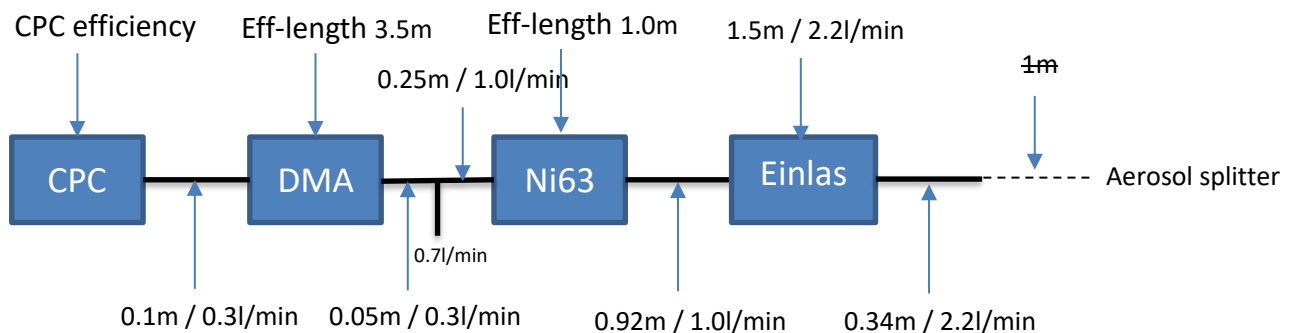 CPC efficiency
Eff-length 3.5m
Eff-length 1.0m
1.5m / 2.2l/min
0.25m / 1.0l/min
1m
CPC
DMA
Ni63
Einlas
Aerosol splitter
0.7l/min
0.1m / 0.3l/min
0.05m / 0.3l/min
0.92m / 1.0l/min
0.34m / 2.2l/min